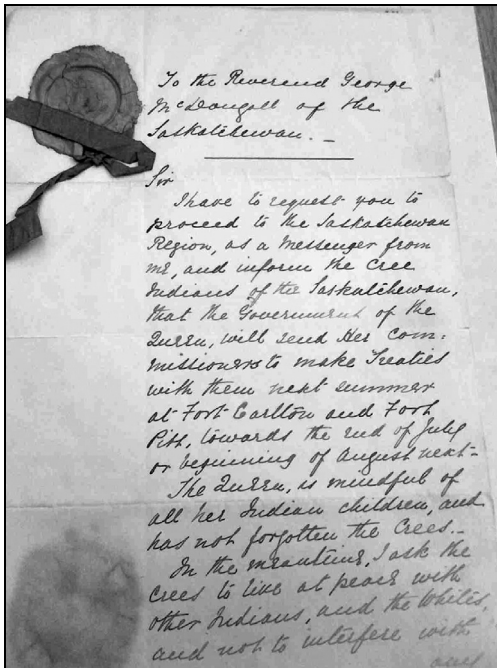 To the Reverend George
McDougall of the
Saskatchewan. _
Sir
I have to request you to
proceed to the Saskatchewan
Region, as a Messenger from
me, and inform the Cree
Indians of the Saskatchewan,
that the Government of the
Queen, will send Her Com:
missioners to make Treaties
with them next summer
at Fort Carlton and Fort
Pitt, towards the end of July
or beginning of August next-
The Queen, is mindful of
all her Indian children, and
has not forgotten the Crees._
In the meantime, I ask the
Crees to live at peace with
other Indians, and the Whites,
and not to interfere with